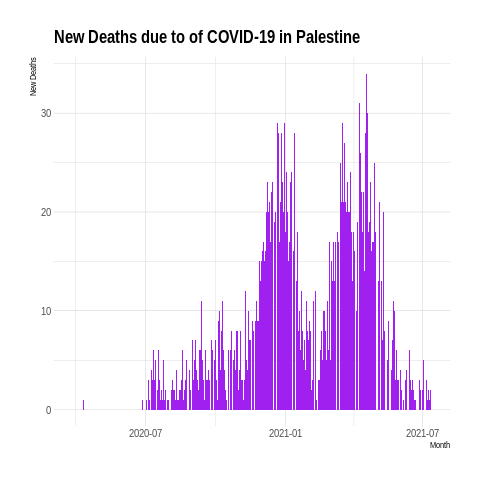 New Deaths due to of COVID-19 in Palestine
New Deaths
30
20
10
0
2020-07
2021-01
2021-07
Month